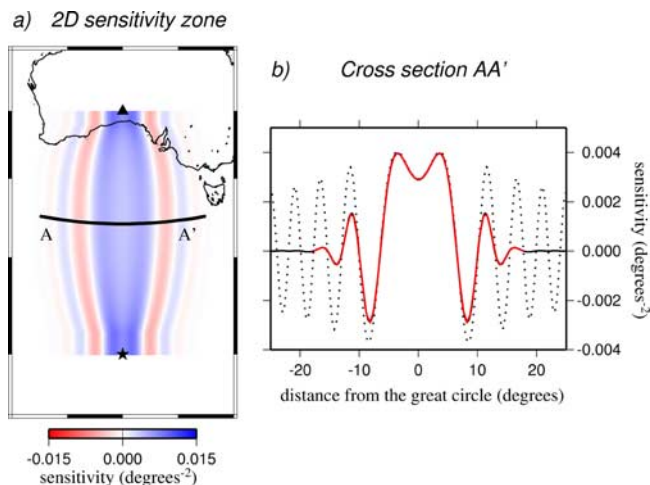 a) 2D sensitivity zone
A
A'
-0.015 0.000 0.015
sensitivity (degrees-2)
b) Cross section AA'
0.004
0.002
0.000
-0.002
-0.004
sensitivity (degrees-2)
-20 -10 0 10 20
distance from the great circle (degrees)